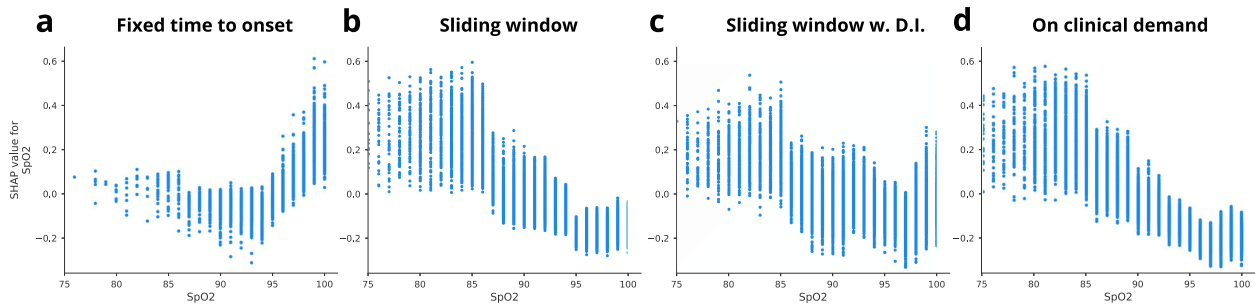 a Fixed time to onset
b Sliding window
c Sliding window w. D.I.
d On clinical demand
SHAP value for
SpO2
0.6
0.4
0.2
0.0
−0.2
75 80 85 90 95 100
SpO2
0.6
0.4
0.2
0.0
−0.2
75 80 85 90 95 100
SpO2
0.6
0.4
0.2
0.0
−0.2
75 80 85 90 95 100
SpO2
0.6
0.4
0.2
0.0
−0.2
75 80 85 90 95 100
SpO2